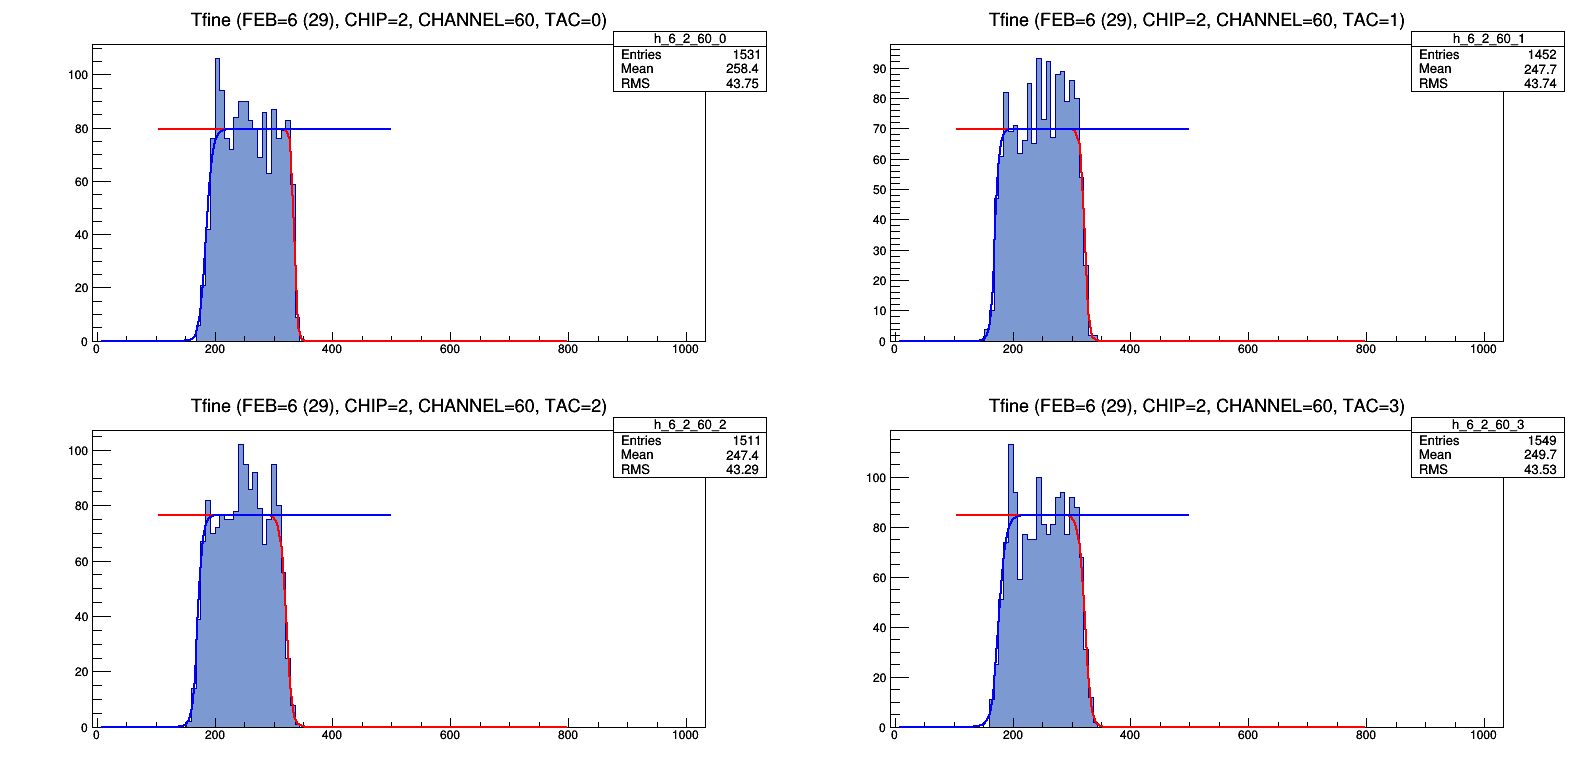 Tfine (FEB=6 (29), CHIP=2, CHANNEL=60, TAC=0)
h_6_2_60_0
Entries 1531
Mean 258.4
RMS 43.75
100
80
60
40
20
0
0 200 400 600 800 1000
Tfine (FEB=6 (29), CHIP=2, CHANNEL=60, TAC=1)
h_6_2_60_1
Entries 1452
Mean 247.7
RMS 43.74
90
80
70
60
50
40
30
20
10
0
0 200 400 600 800 1000
Tfine (FEB=6 (29), CHIP=2, CHANNEL=60, TAC=2)
h_6_2_60_2
Entries 1511
Mean 247.4
RMS 43.29
100
80
60
40
20
0
0 200 400 600 800 1000
Tfine (FEB=6 (29), CHIP=2, CHANNEL=60, TAC=3)
h_6_2_60_3
Entries 1549
Mean 249.7
RMS 43.53
100
80
60
40
20
0
0 200 400 600 800 1000